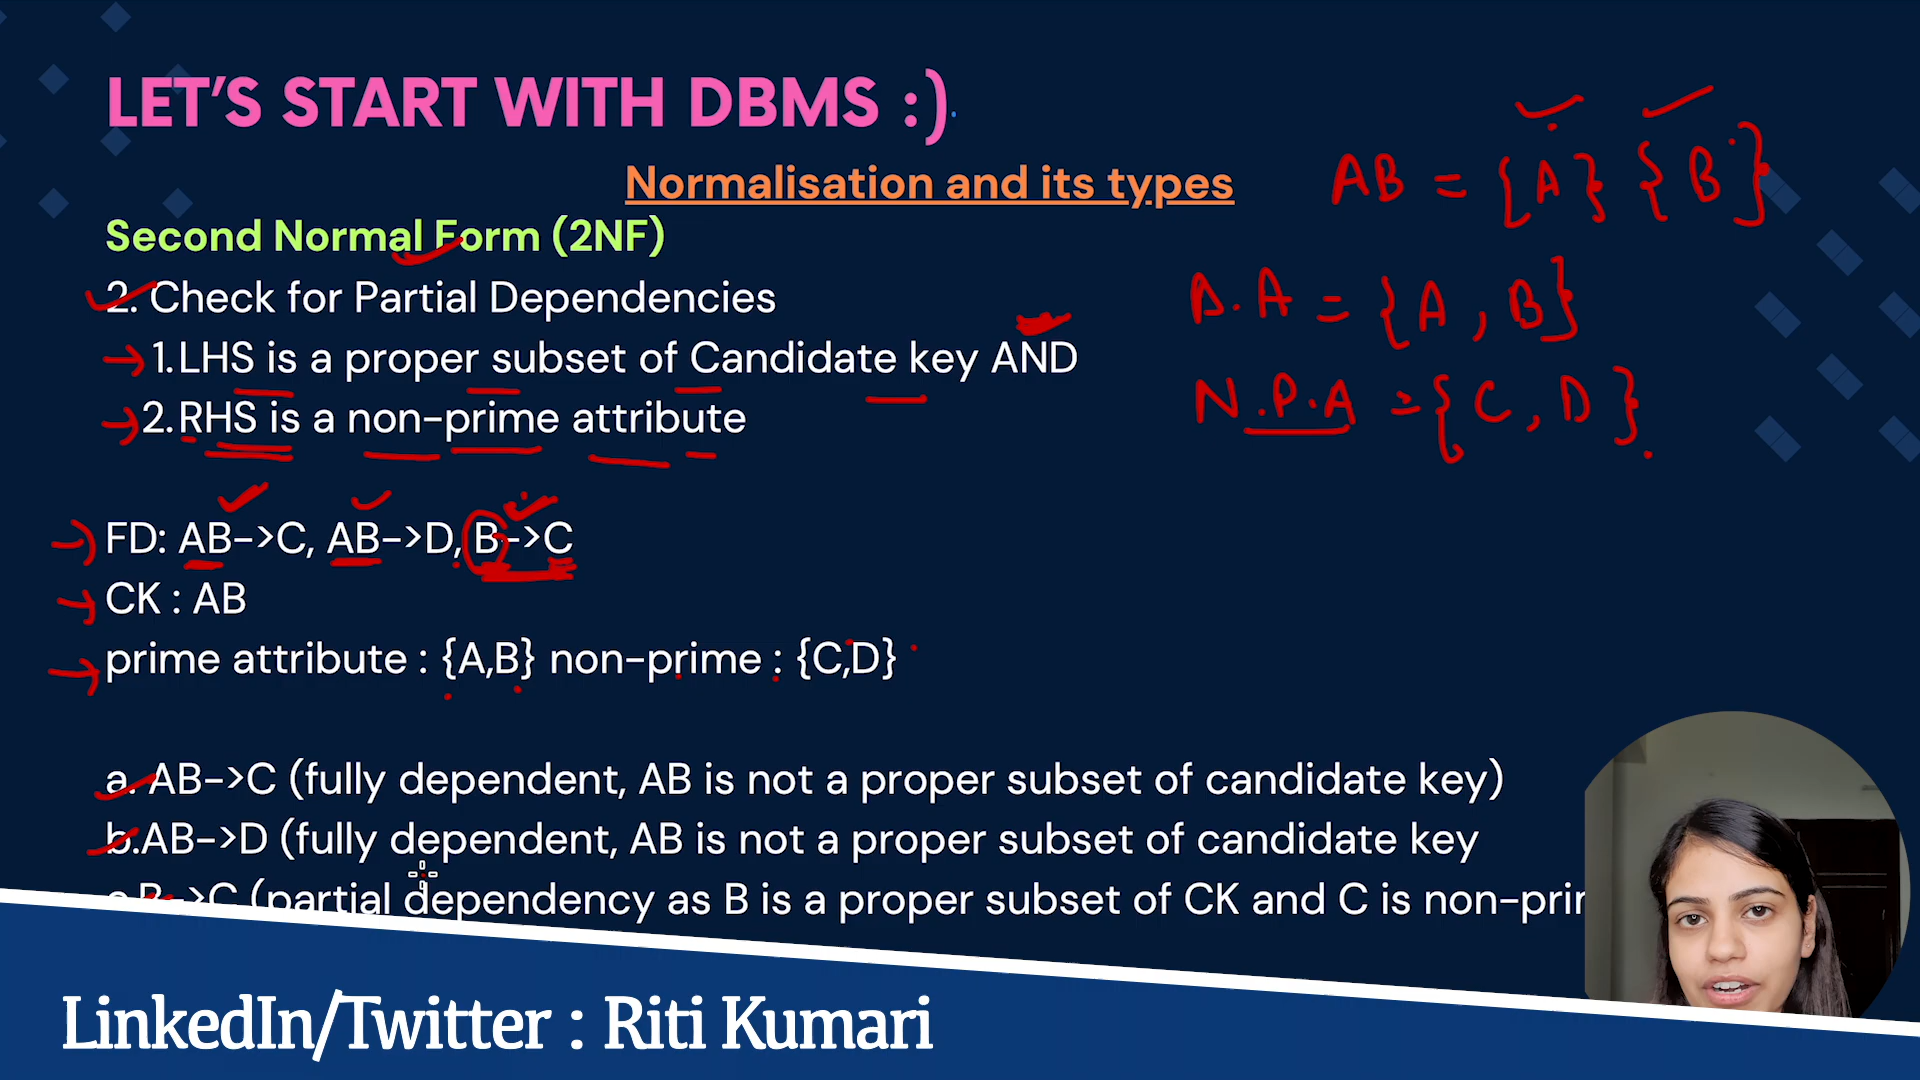 LET'S START WITH DBMS :)
Normalisation and its types
AB = {A} {B}
Second Normal Form (2NF)
2. Check for Partial Dependencies
P.A = {A, B}
1. LHS is a proper subset of Candidate key AND
2. RHS is a non-prime attribute
N.P.A = {C, D}
FD: AB->C, AB->D, B->C
CK : AB
prime attribute : {A,B} non-prime : {C,D}
a. AB->C (fully dependent, AB is not a proper subset of candidate key)
b.AB->D (fully dependent, AB is not a proper subset of candidate key
B->C (partial dependency as B is a proper subset of CK and C is
LinkedIn/Twitter : Riti Kumari